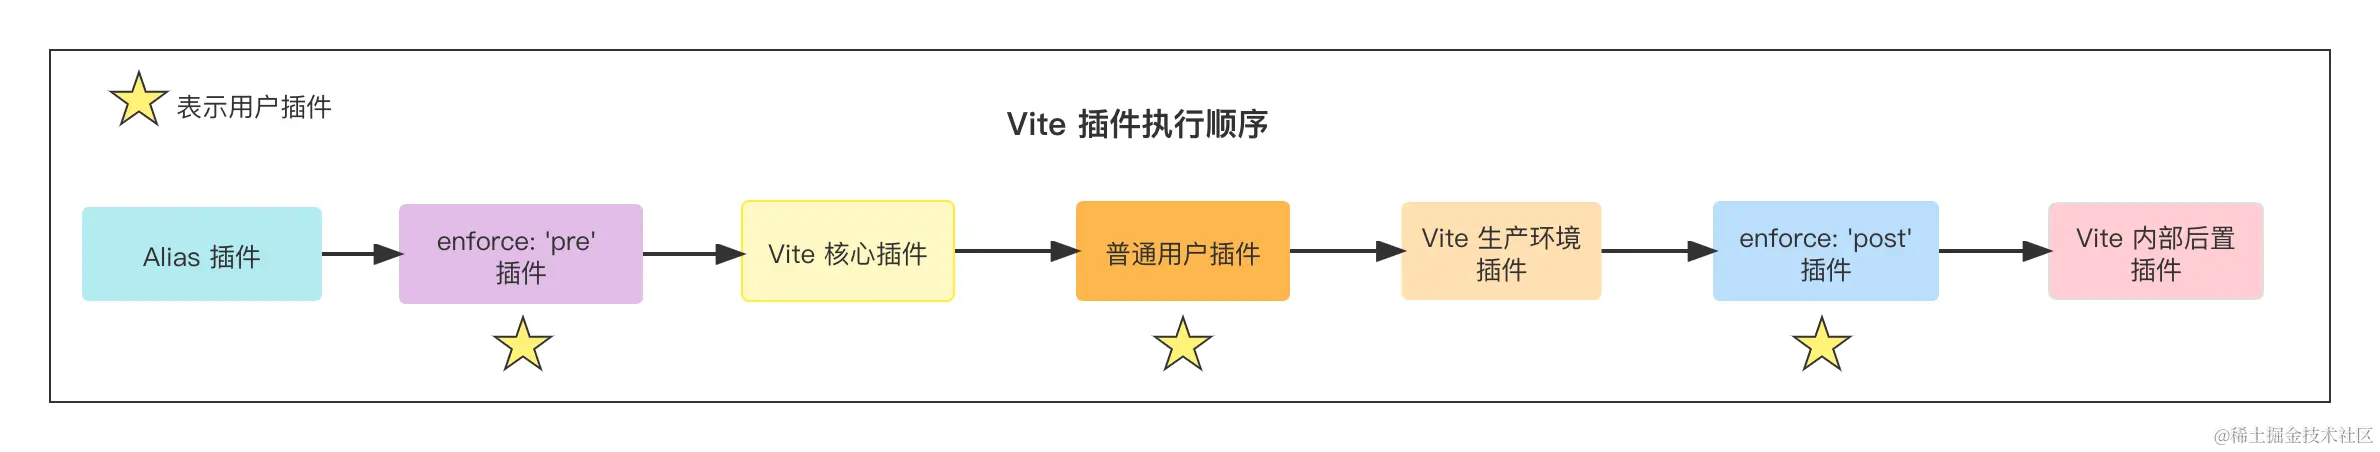 表示用户插件
Vite 插件执行顺序
Alias 插件
enforce: 'pre'
插件
Vite 核心插件
普通用户插件
Vite 生产环境
插件
enforce: 'post'
插件
Vite 内部后置
插件
@稀土掘金技术社区